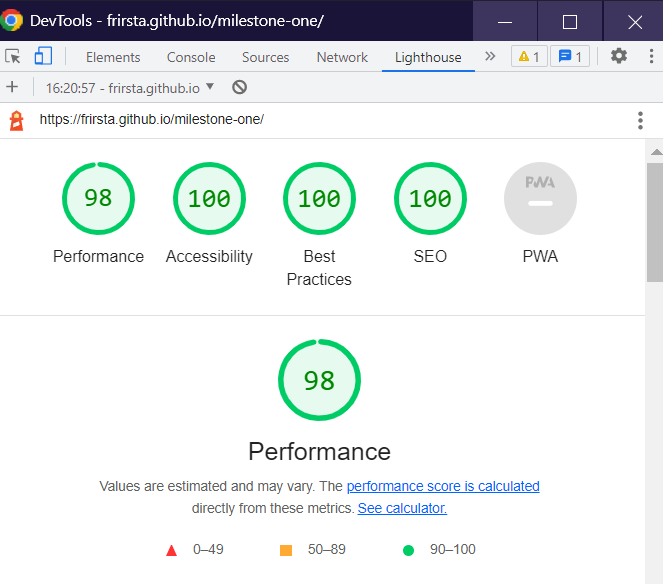 DevTools - frirsta.github.io/milestone-one/
Elements Console Sources Network Lighthouse 1 1
16:20:57 - frirsta.github.io
https://frirsta.github.io/milestone-one/
98 100 100 100 PWA
Performance Accessibility Best Practices SEO PWA
98
Performance
Values are estimated and may vary. The performance score is calculated
directly from these metrics. See calculator.
0–49 50–89 90–100